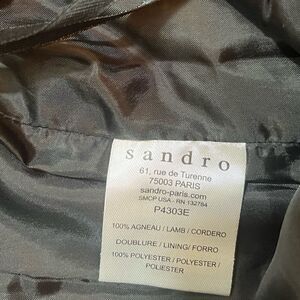 sandro
61, rue de Turenne
75003 PARIS
sandro-paris.com
SMCP USA - RN 132784
P4303E
100% AGNEAU / LAMB / CORDERO
DOUBLURE / LINING / FORRO
100% POLYESTER / POLYESTER /
POLIESTER